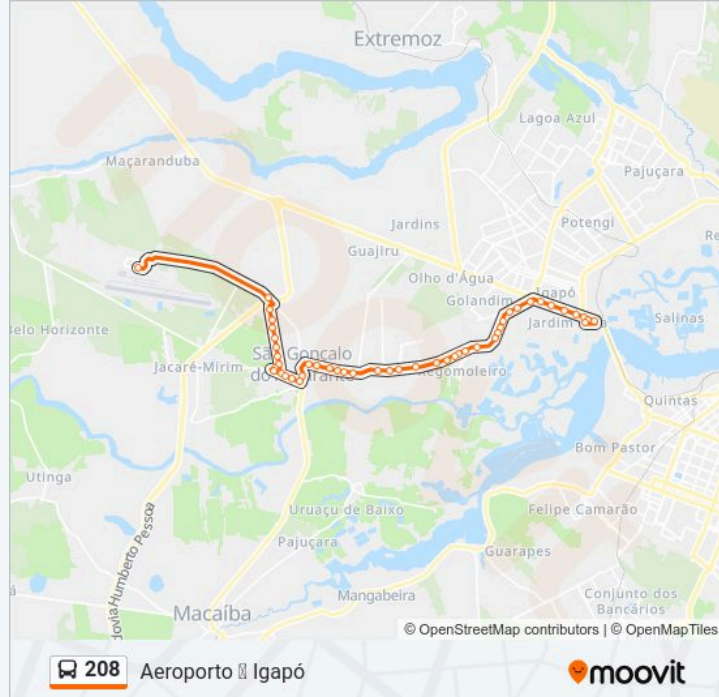 Extremoz
Lagoa Azul
Maçaranduba
Pajuçara
Jardins
Potengi
Guajiru
Olho d'Água
Golandim
Igapó
Salinas
Belo Horizonte
São Gonçalo
Jacaré-Mirim
Quintas
Bom Pastor
Utinga
Uruaçu de Baixo
Felipe Camarão
Pajuçara
Guarapes
Mangabeira
Conjunto dos
Bancários
Macaíba
© OpenStreetMap contributors | © OpenMapTiles
208 Aeroporto Igapó
moovit